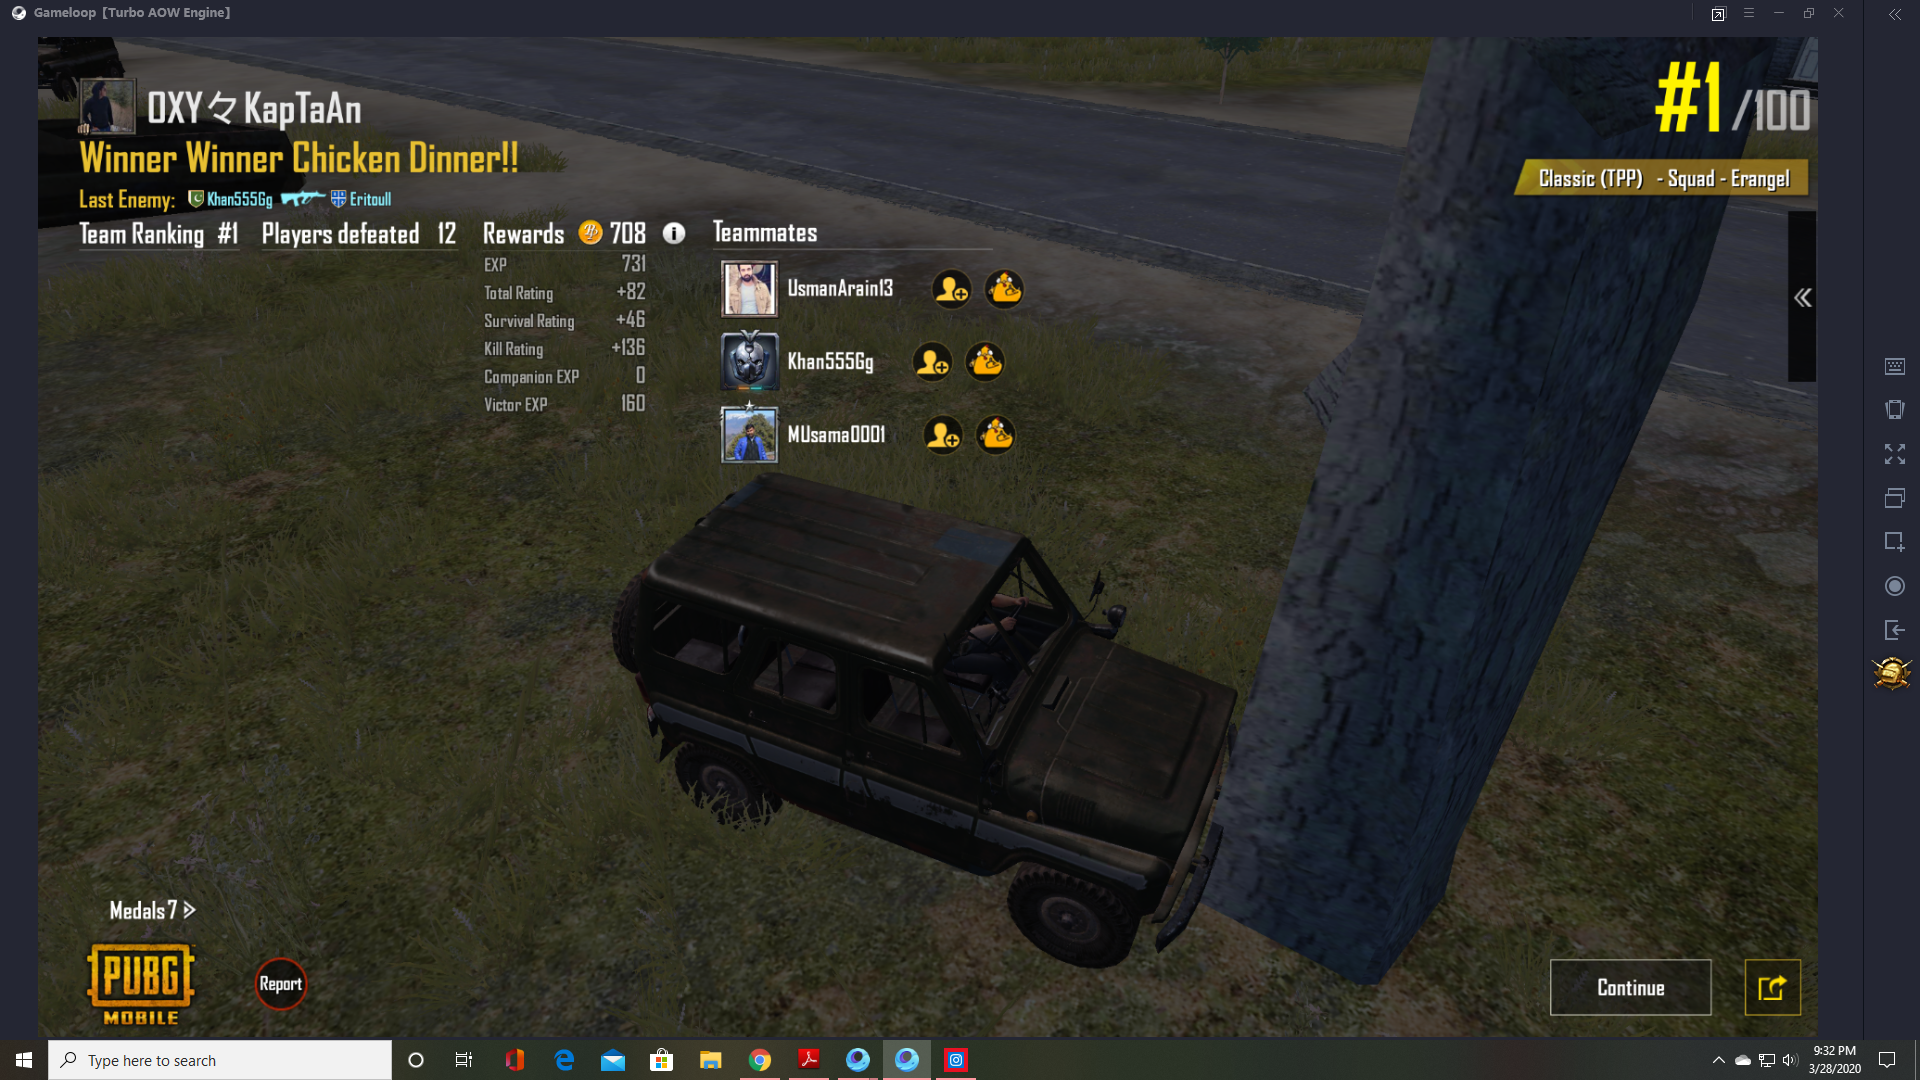 Gameloop【Turbo AOW Engine】
OXY々KapTaAn
Winner Winner Chicken Dinner!!
Last Enemy: Khan555Gg Eritoull
Team Ranking #1 Players defeated 12 Rewards 708
EXP 731
Total Rating +82
Survival Rating +46
Kill Rating +136
Companion EXP 0
Victor EXP 160
Teammates
UsmanArain13
Khan555Gg
MUsama0001
#1/100
Classic (TPP) - Squad - Erangel
Medals 7
PUBG
MOBILE
Report
Continue
Type here to search
9:32 PM
3/28/2020